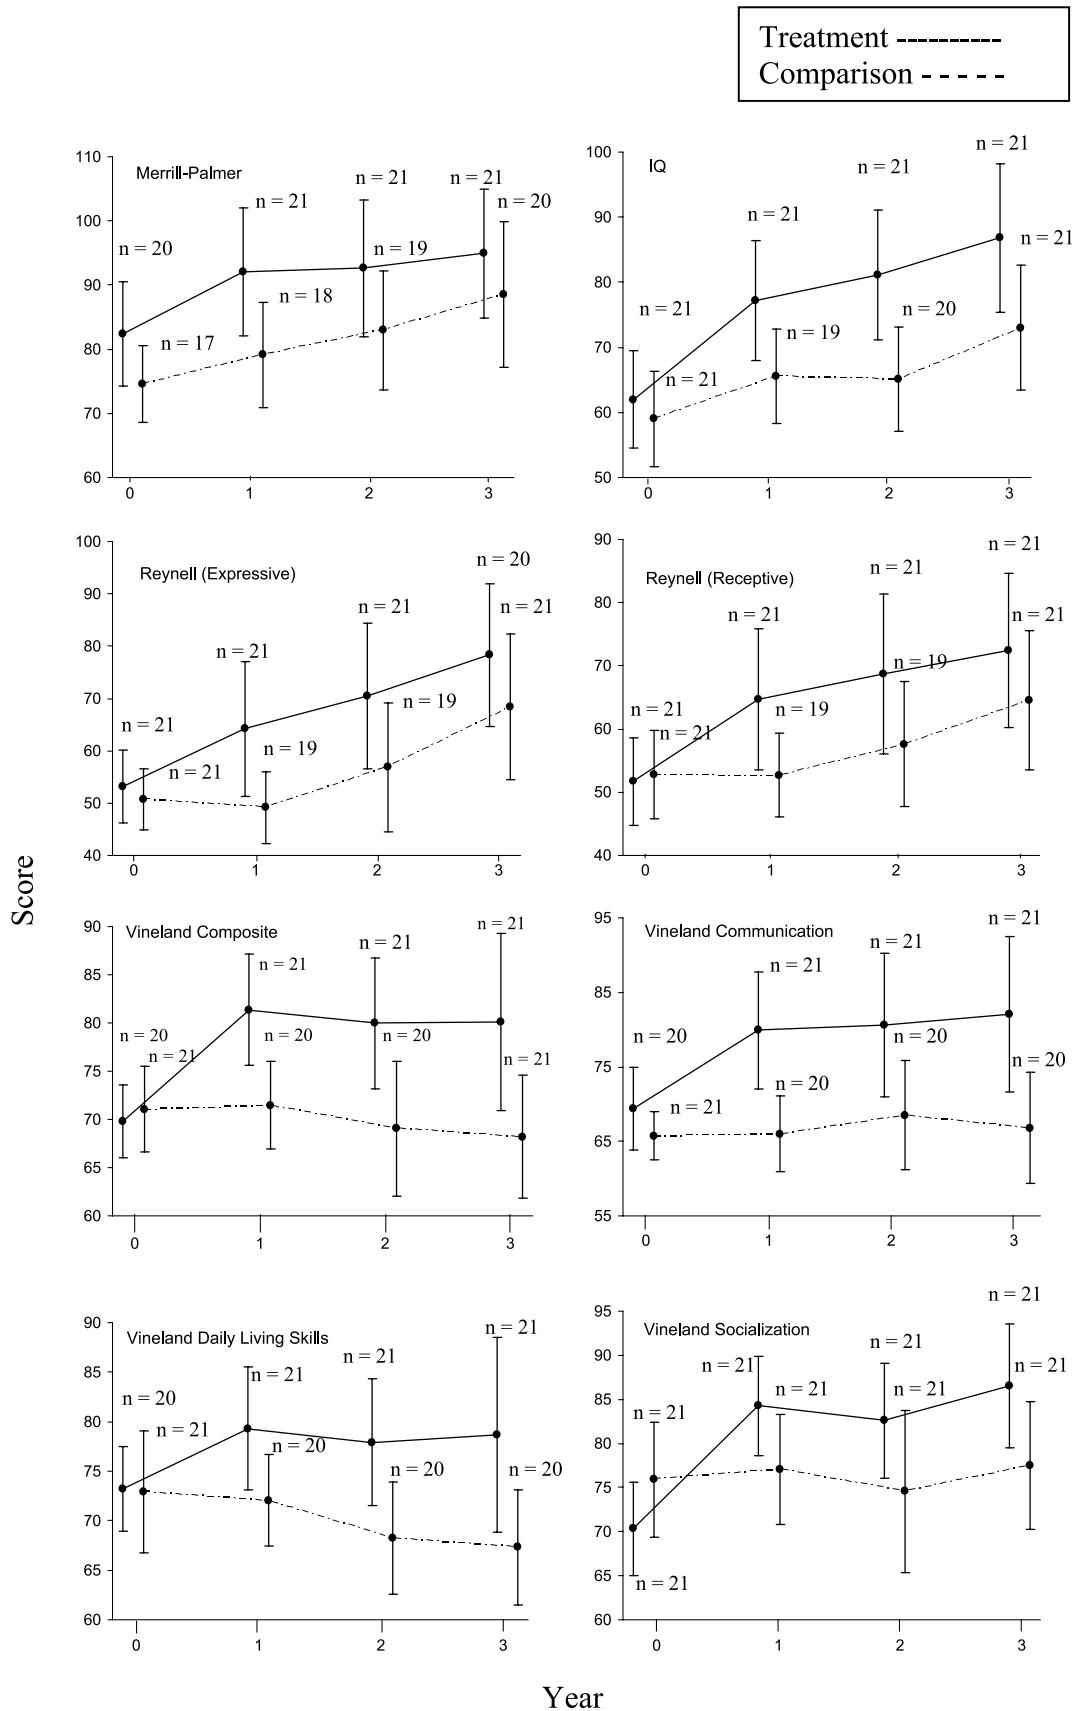 Treatment ----------
Comparison - - - - -
Merrill-Palmer
110
100
90
80
70
60
n = 20
n = 17
n = 21
n = 18
n = 21
n = 19
n = 21
n = 20
0 1 2 3
IQ
100
90
80
70
60
50
n = 21
n = 21
n = 21
n = 19
n = 21
n = 20
n = 21
n = 21
0 1 2 3
Reynell (Expressive)
100
90
80
70
60
50
40
n = 21
n = 21
n = 21
n = 19
n = 21
n = 19
n = 20
n = 21
0 1 2 3
Reynell (Receptive)
90
80
70
60
50
40
n = 21
n = 21
n = 21
n = 19
n = 21
n = 19
n = 21
n = 21
0 1 2 3
Score
Vineland Composite
90
85
80
75
70
65
60
n = 20
n = 21
n = 21
n = 20
n = 21
n = 20
n = 21
n = 21
0 1 2 3
Vineland Communication
95
85
75
65
55
n = 20
n = 21
n = 21
n = 20
n = 21
n = 20
n = 21
n = 20
0 1 2 3
Vineland Daily Living Skills
90
85
80
75
70
65
60
n = 20
n = 21
n = 21
n = 20
n = 21
n = 20
n = 21
n = 20
0 1 2 3
Vineland Socialization
95
90
85
80
75
70
65
60
n = 21
n = 21
n = 21
n = 21
n = 21
n = 21
n = 21
n = 21
0 1 2 3
Year